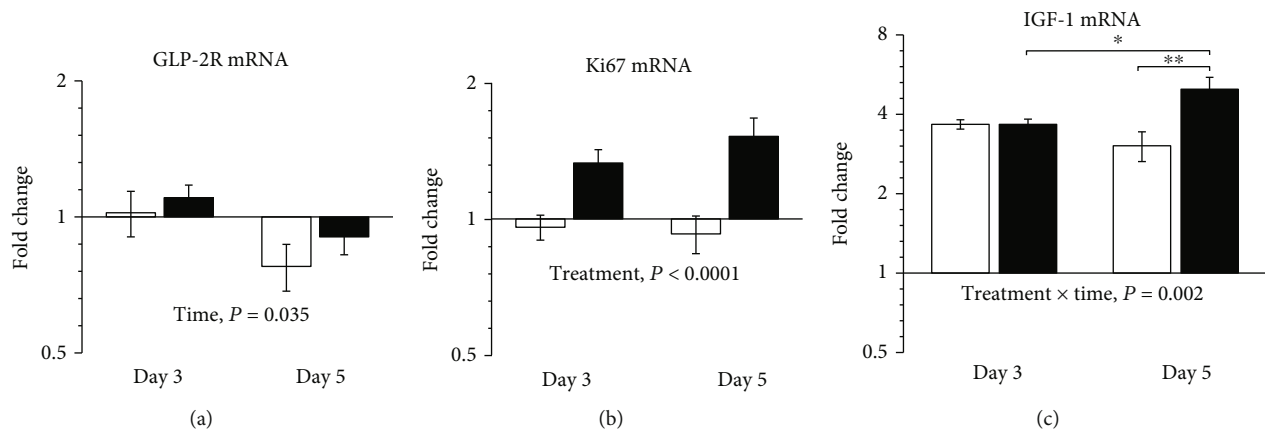 GLP-2R mRNA
2
1
0.5
Fold change
Time, P = 0.035
Day 3
Day 5
(a)
Ki67 mRNA
2
1
0.5
Fold change
Treatment, P < 0.0001
Day 3
Day 5
(b)
IGF-1 mRNA
8
4
2
1
0.5
Fold change
*
**
Treatment × time, P = 0.002
Day 3
Day 5
(c)